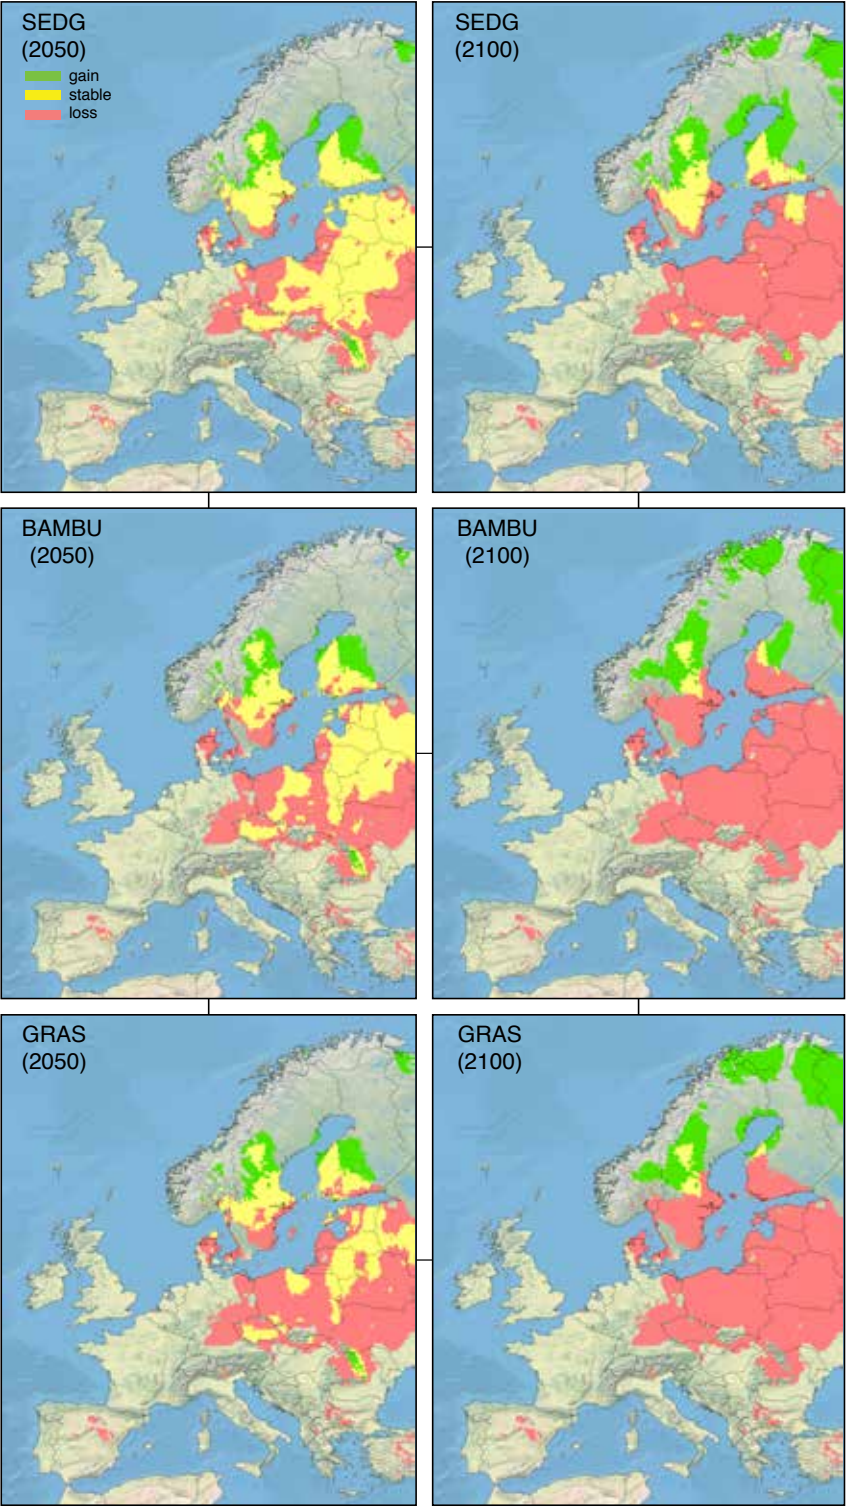 SEDG
(2050)
gain
stable
loss
SEDG
(2100)
BAMBU
(2050)
BAMBU
(2100)
GRAS
(2050)
GRAS
(2100)